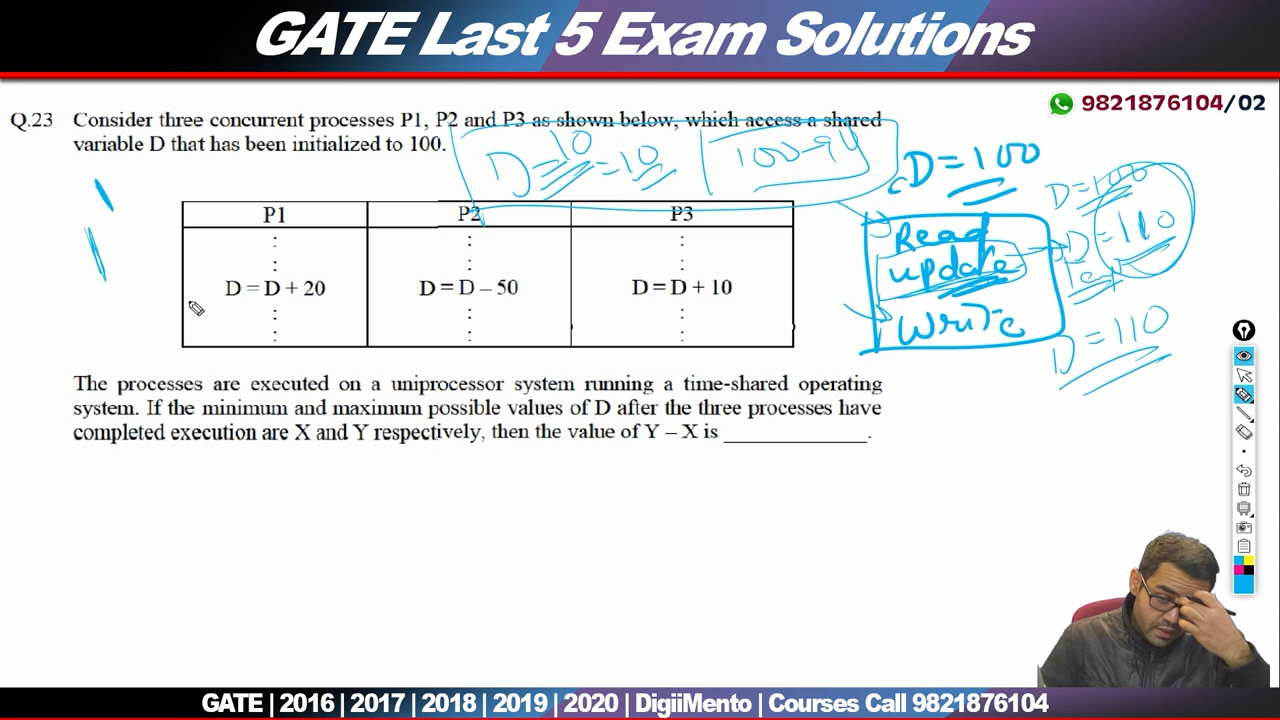 GATE Last 5 Exam Solutions
9821876104/02
Q.23 Consider three concurrent processes P1, P2 and P3 as shown below, which access a shared
variable D that has been initialized to 100.
D=10=10
D=100
D=100
P1 P2 P3
Read
D=110
: : :
: : :
update
D = D + 20 D = D – 50 D = D + 10
: : :
: : :
Write
D=110
The processes are executed on a uniprocessor system running a time-shared operating
system. If the minimum and maximum possible values of D after the three processes have
completed execution are X and Y respectively, then the value of Y – X is ____________.
GATE | 2016 | 2017 | 2018 | 2019 | 2020 | DigiiMento | Courses Call 9821876104